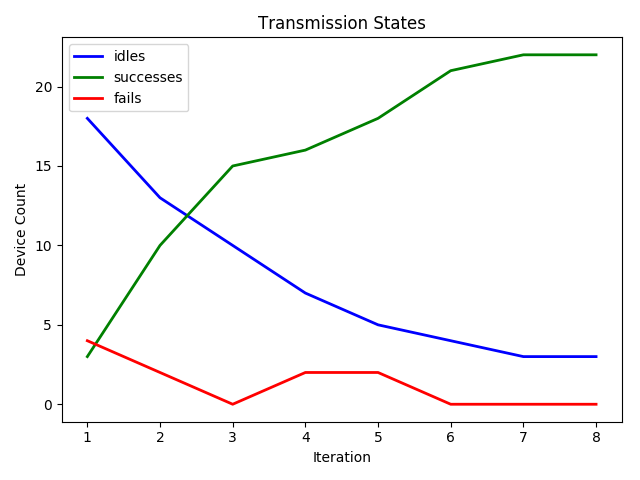 Transmission States
idles
successes
fails
Device Count
20
15
10
5
0
1 2 3 4 5 6 7 8
Iteration